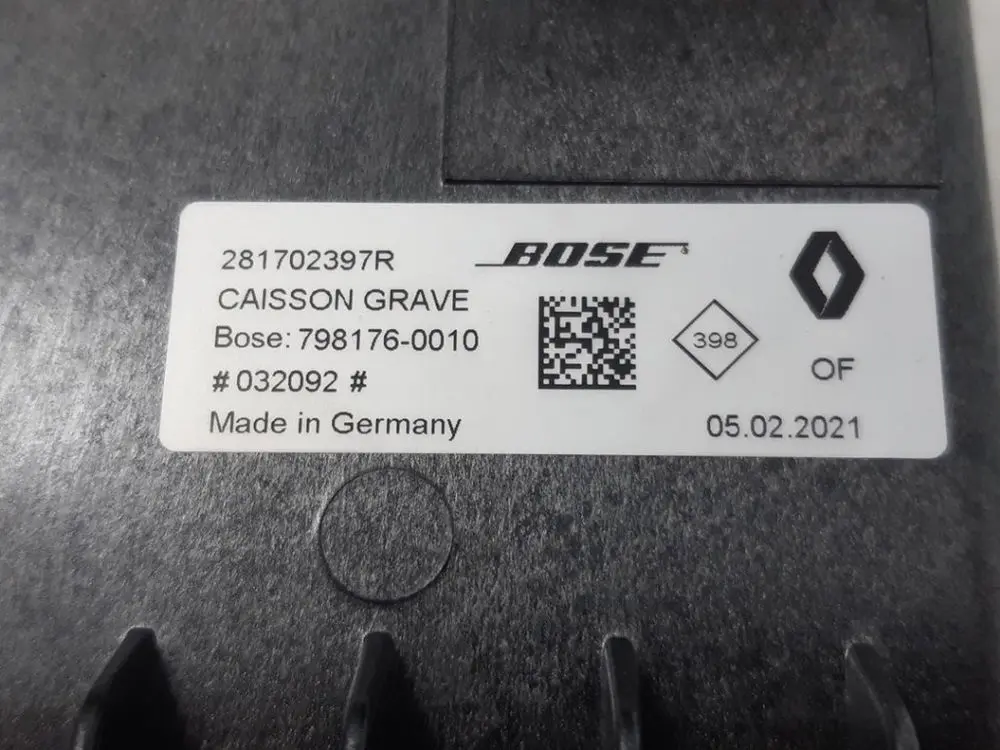 281702397R
BOSE
CAISSON GRAVE
Bose: 798176-0010
398
OF
# 032092 #
Made in Germany
05.02.2021